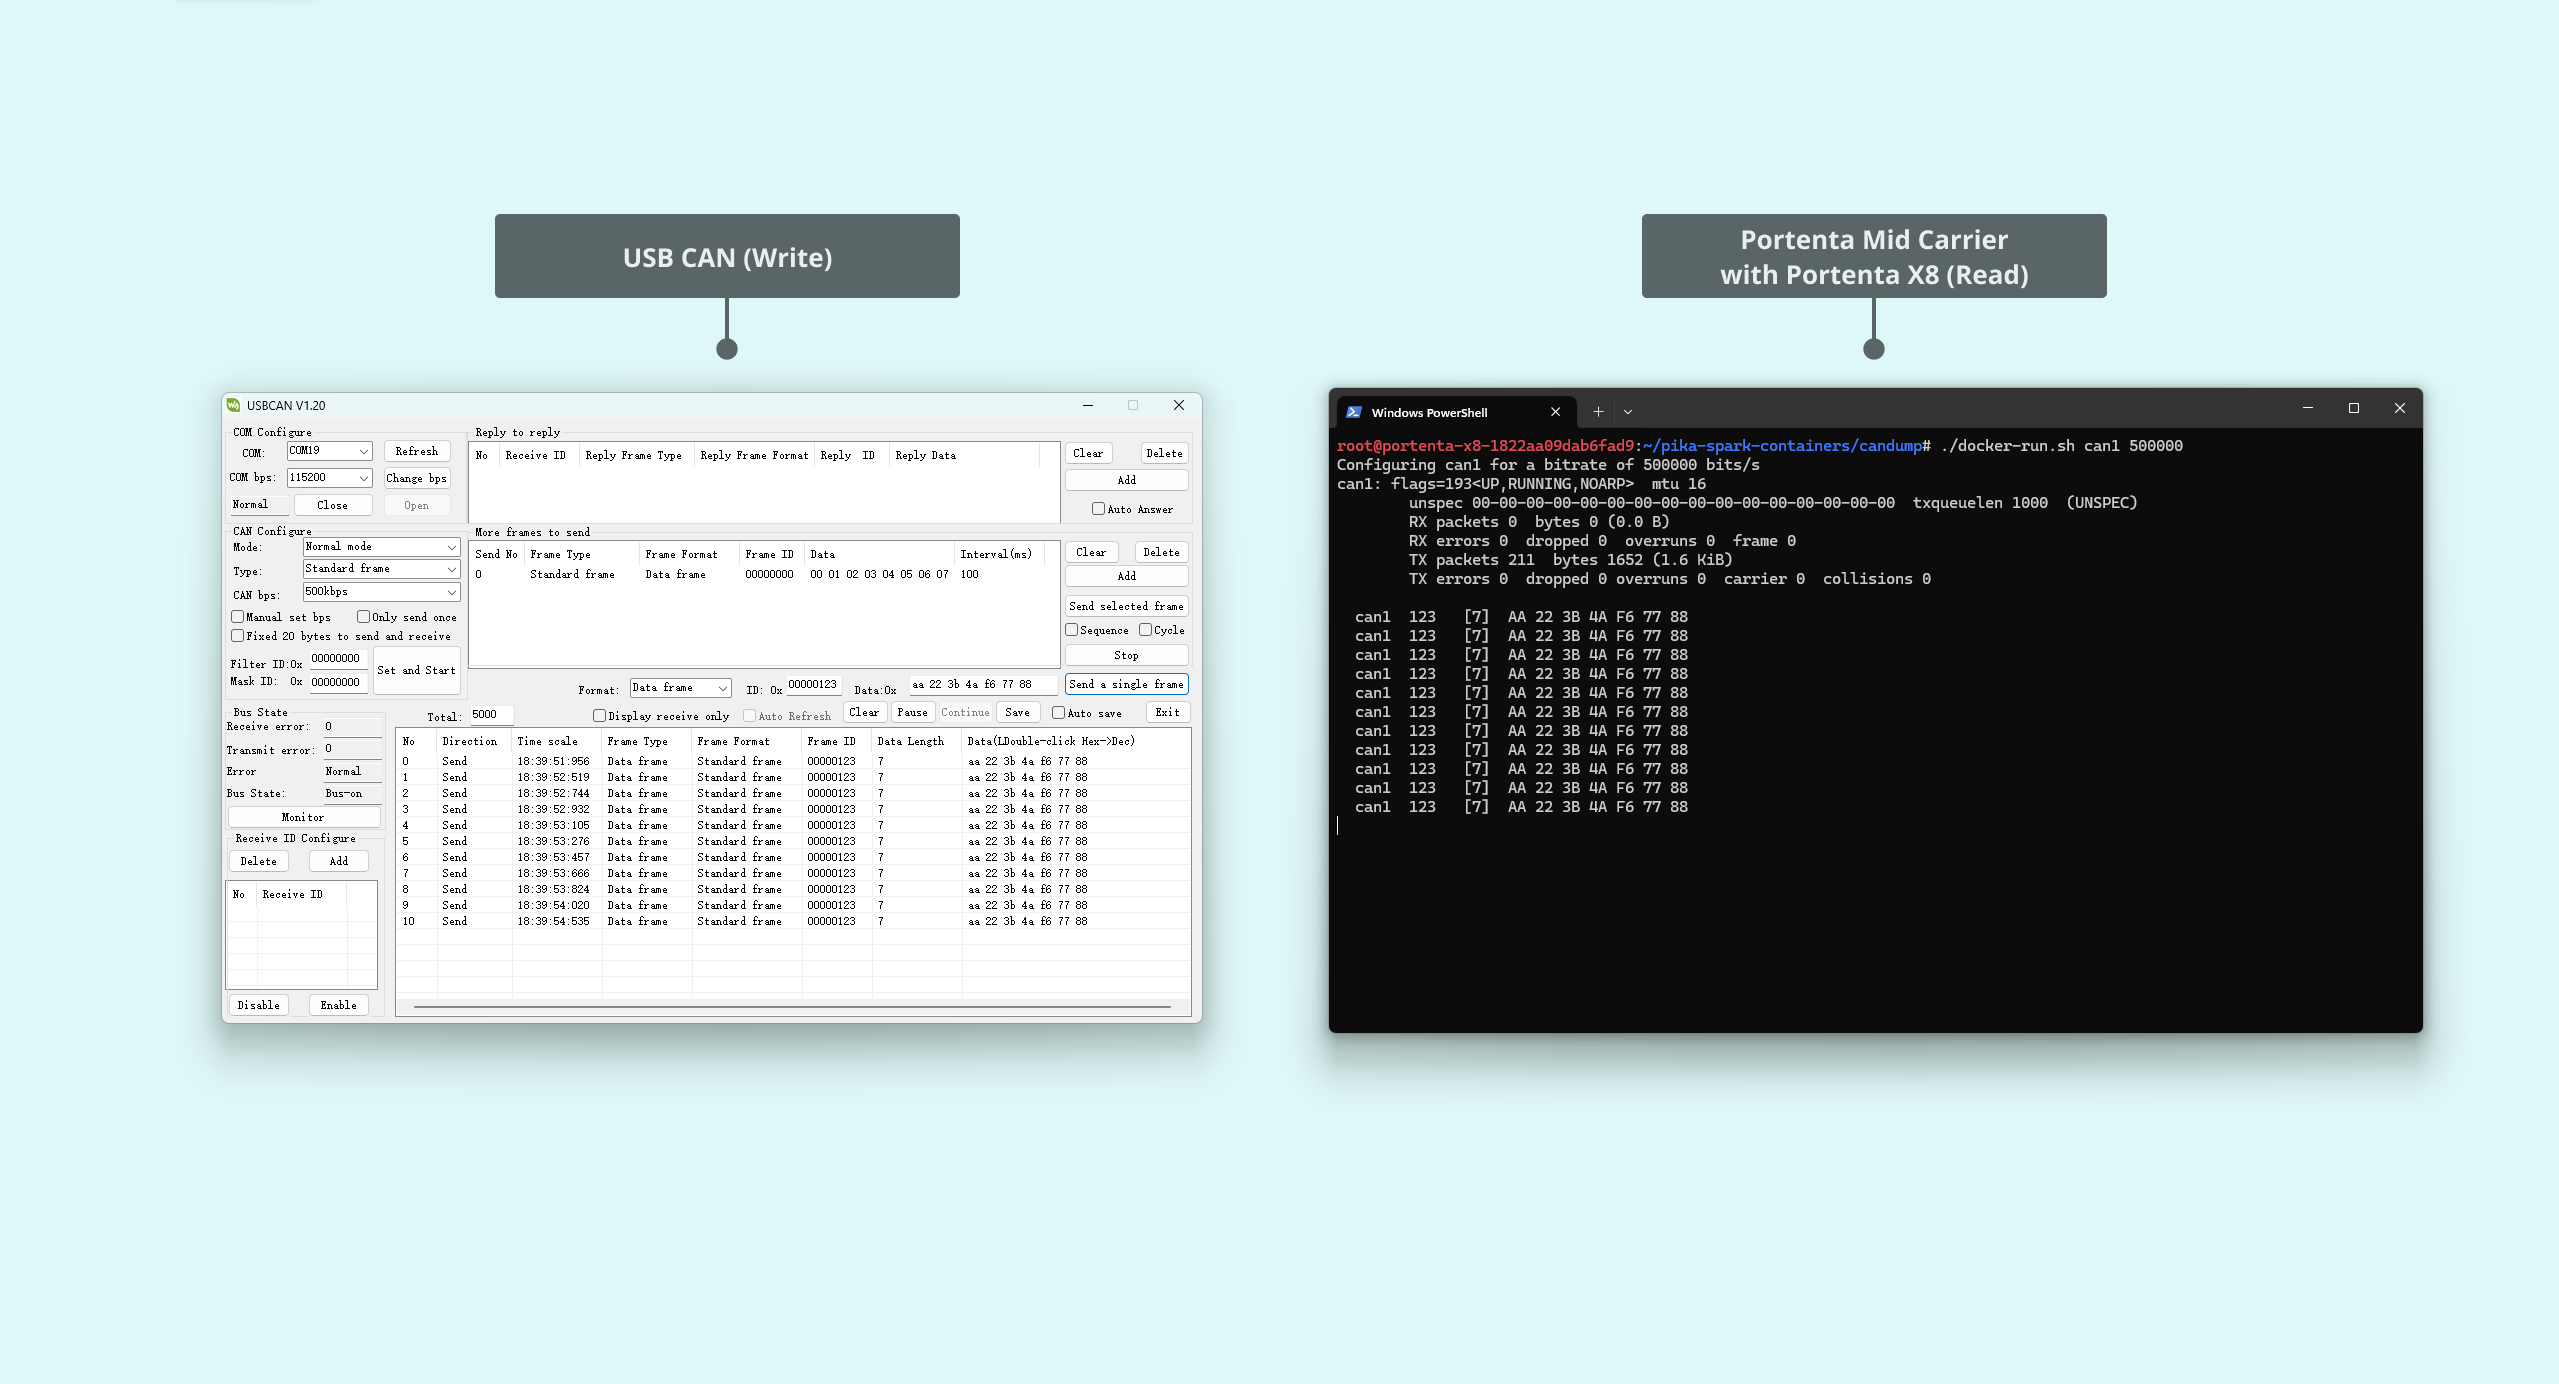 USB CAN (Write)
Portenta Mid Carrier
with Portenta X8 (Read)
USBCAN V1.20
COM Configure
COM: COM19 Refresh
COM bps: 115200 Change bps
Normal Close Open
Reply to reply
No Receive ID Reply Frame Type Reply Frame Format Reply ID Reply Data
Clear Delete
Add
Auto Answer
CAN Configure
Mode: Normal mode
Type: Standard frame
CAN bps: 500kbps
Manual set bps Only send once
Fixed 20 bytes to send and receive
Filter ID:0x 00000000
Mask ID: 0x 00000000
Set and Start
More frames to send
Send No Frame Type Frame Format Frame ID Data Interval(ms)
0 Standard frame Data frame 00000000 00 01 02 03 04 05 06 07 100
Clear Delete
Add
Send selected frame
Sequence Cycle
Stop
Format: Data frame ID: 0x 00000123 Data:0x aa 22 3b 4a f6 77 88 Send a single frame
Total: 5000 Display receive only Auto Refresh Clear Pause Continue Save Auto save Exit
Bus State
Receive error: 0
Transmit error: 0
Error Normal
Bus State: Bus-on
Monitor
Receive ID Configure
Delete Add
No Receive ID
Disable Enable
No Direction Time scale Frame Type Frame Format Frame ID Data Length Data(LDouble-click Hex->Dec)
0 Send 18:39:51:956 Data frame Standard frame 00000123 7 aa 22 3b 4a f6 77 88
1 Send 18:39:52:519 Data frame Standard frame 00000123 7 aa 22 3b 4a f6 77 88
2 Send 18:39:52:744 Data frame Standard frame 00000123 7 aa 22 3b 4a f6 77 88
3 Send 18:39:52:932 Data frame Standard frame 00000123 7 aa 22 3b 4a f6 77 88
4 Send 18:39:53:105 Data frame Standard frame 00000123 7 aa 22 3b 4a f6 77 88
5 Send 18:39:53:276 Data frame Standard frame 00000123 7 aa 22 3b 4a f6 77 88
6 Send 18:39:53:457 Data frame Standard frame 00000123 7 aa 22 3b 4a f6 77 88
7 Send 18:39:53:666 Data frame Standard frame 00000123 7 aa 22 3b 4a f6 77 88
8 Send 18:39:53:824 Data frame Standard frame 00000123 7 aa 22 3b 4a f6 77 88
9 Send 18:39:54:020 Data frame Standard frame 00000123 7 aa 22 3b 4a f6 77 88
10 Send 18:39:54:535 Data frame Standard frame 00000123 7 aa 22 3b 4a f6 77 88
Windows PowerShell
root@portenta-x8-1822aa09dab6fad9:~/pika-spark-containers/candump# ./docker-run.sh can1 500000
Configuring can1 for a bitrate of 500000 bits/s
can1: flags=193<UP,RUNNING,NOARP>  mtu 16
unspec 00-00-00-00-00-00-00-00-00-00-00-00-00-00-00-00  txqueuelen 1000  (UNSPEC)
RX packets 0  bytes 0 (0.0 B)
RX errors 0  dropped 0  overruns 0  frame 0
TX packets 211  bytes 1652 (1.6 KiB)
TX errors 0  dropped 0 overruns 0  carrier 0  collisions 0
can1  123   [7]  AA 22 3B 4A F6 77 88
can1  123   [7]  AA 22 3B 4A F6 77 88
can1  123   [7]  AA 22 3B 4A F6 77 88
can1  123   [7]  AA 22 3B 4A F6 77 88
can1  123   [7]  AA 22 3B 4A F6 77 88
can1  123   [7]  AA 22 3B 4A F6 77 88
can1  123   [7]  AA 22 3B 4A F6 77 88
can1  123   [7]  AA 22 3B 4A F6 77 88
can1  123   [7]  AA 22 3B 4A F6 77 88
can1  123   [7]  AA 22 3B 4A F6 77 88
can1  123   [7]  AA 22 3B 4A F6 77 88